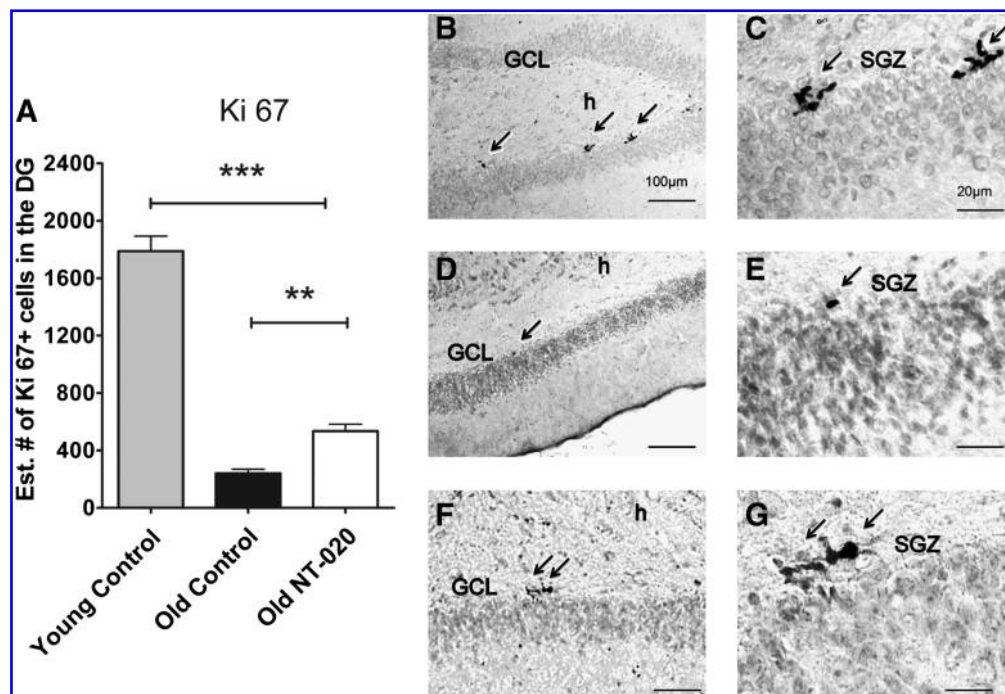 A
Ki 67
Est. # of Ki 67+ cells in the DG
2400
2000
1600
1200
800
400
0
***
**
Young Control
Old Control
Old NT-020
B
GCL
h
100µm
C
SGZ
20µm
D
h
GCL
E
SGZ
F
h
GCL
G
SGZ